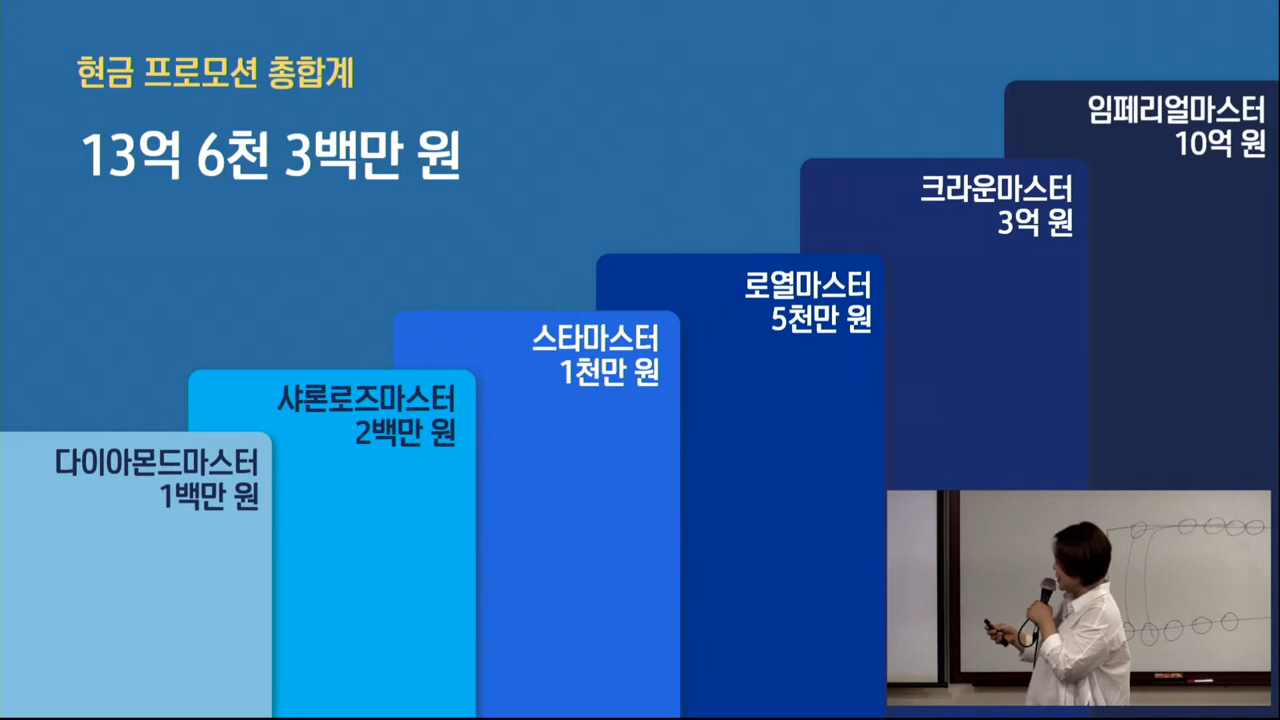 현금 프로모션 총합계
13억 6천 3백만 원
임페리얼마스터
10억 원
크라운마스터
3억 원
로열마스터
5천만 원
스타마스터
1천만 원
샤론로즈마스터
2백만 원
다이아몬드마스터
1백만 원